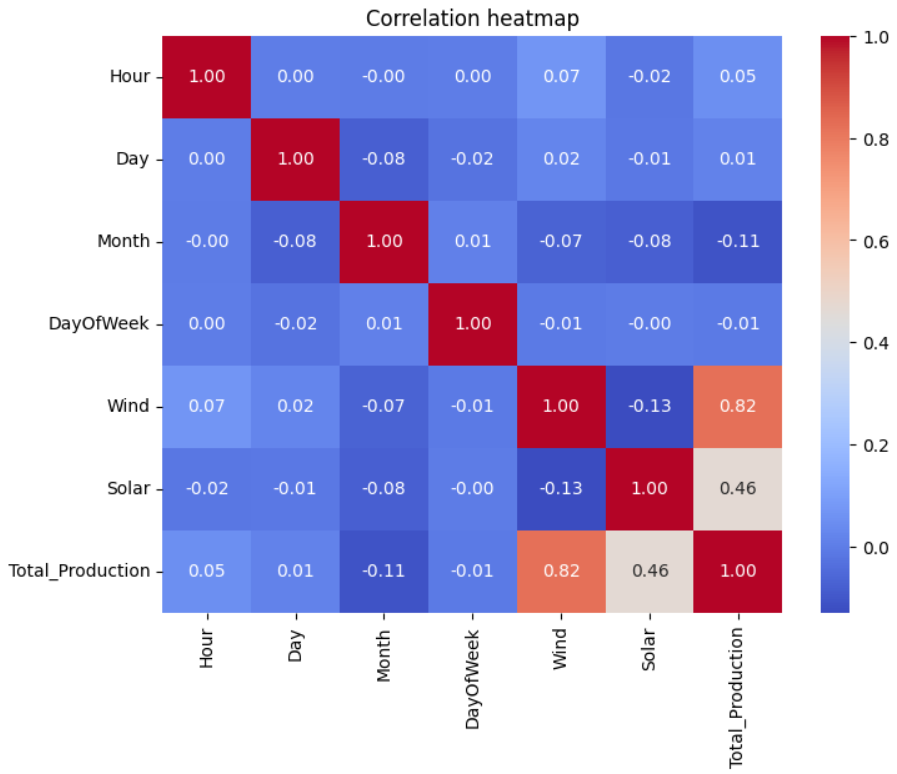 Correlation heatmap
Hour 1.00 0.00 -0.00 0.00 0.07 -0.02 0.05
Day 0.00 1.00 -0.08 -0.02 0.02 -0.01 0.01
Month -0.00 -0.08 1.00 0.01 -0.07 -0.08 -0.11
DayOfWeek 0.00 -0.02 0.01 1.00 -0.01 -0.00 -0.01
Wind 0.07 0.02 -0.07 -0.01 1.00 -0.13 0.82
Solar -0.02 -0.01 -0.08 -0.00 -0.13 1.00 0.46
Total_Production 0.05 0.01 -0.11 -0.01 0.82 0.46 1.00
Hour Day Month DayOfWeek Wind Solar Total_Production
1.0
0.8
0.6
0.4
0.2
0.0